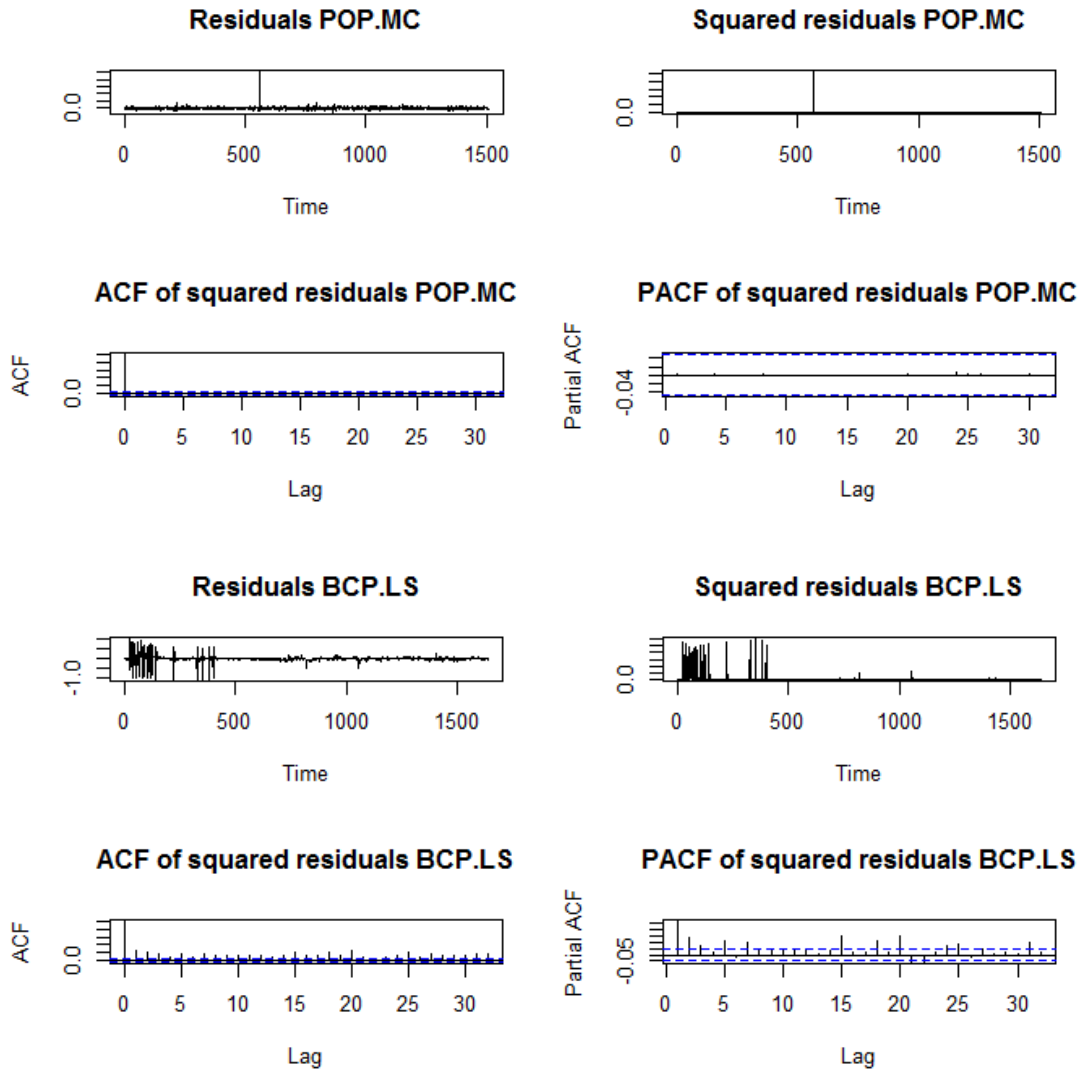 Residuals POP.MC
0.0
0 500 1000 1500
Time
Squared residuals POP.MC
0.0
0 500 1000 1500
Time
ACF of squared residuals POP.MC
ACF
0.0
0 5 10 15 20 25 30
Lag
PACF of squared residuals POP.MC
Partial ACF
-0.04
0 5 10 15 20 25 30
Lag
Residuals BCP.LS
-1.0
0 500 1000 1500
Time
Squared residuals BCP.LS
0.0
0 500 1000 1500
Time
ACF of squared residuals BCP.LS
ACF
0.0
0 5 10 15 20 25 30
Lag
PACF of squared residuals BCP.LS
Partial ACF
-0.05
0 5 10 15 20 25 30
Lag